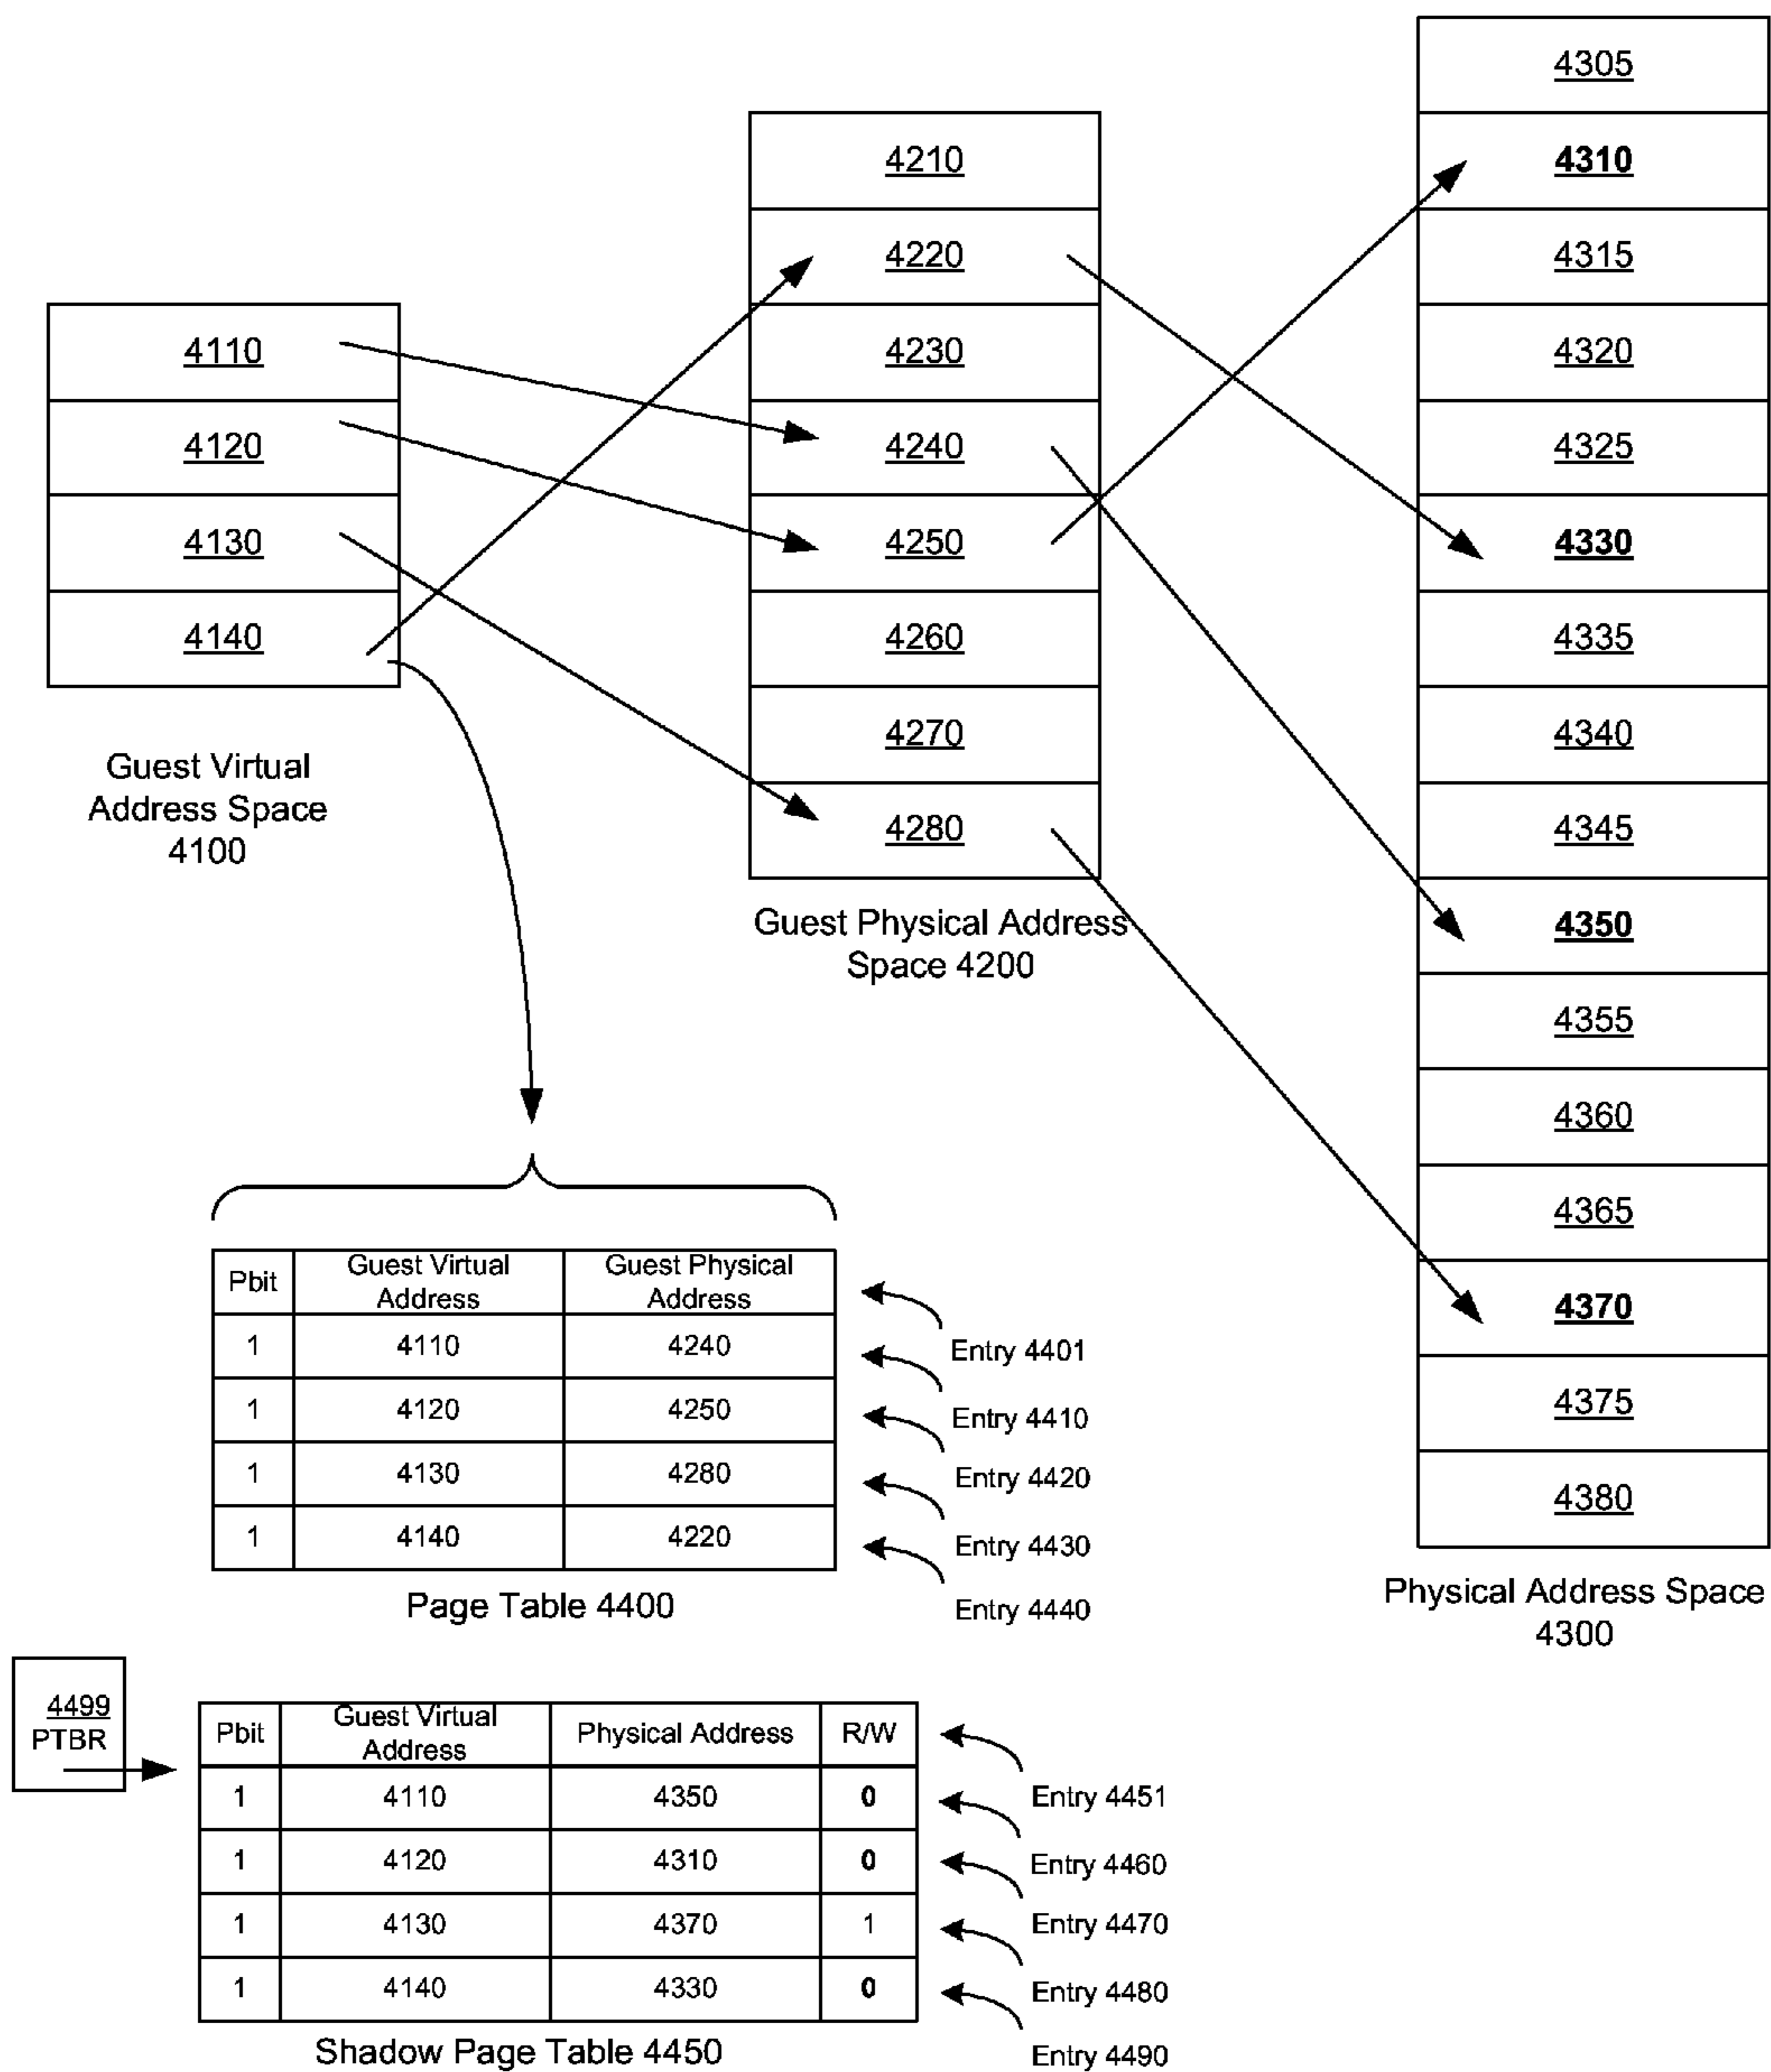 4110
4120
4130
4140
Guest Virtual
Address Space
4100
4210
4220
4230
4240
4250
4260
4270
4280
Guest Physical Address
Space 4200
4305
4310
4315
4320
4325
4330
4335
4340
4345
4350
4355
4360
4365
4370
4375
4380
Physical Address Space
4300
Pbit Guest Virtual Address Guest Physical Address
1 4110 4240
1 4120 4250
1 4130 4280
1 4140 4220
Entry 4401
Entry 4410
Entry 4420
Entry 4430
Entry 4440
Page Table 4400
4499
PTBR
Pbit Guest Virtual Address Physical Address R/W
1 4110 4350 0
1 4120 4310 0
1 4130 4370 1
1 4140 4330 0
Entry 4451
Entry 4460
Entry 4470
Entry 4480
Entry 4490
Shadow Page Table 4450